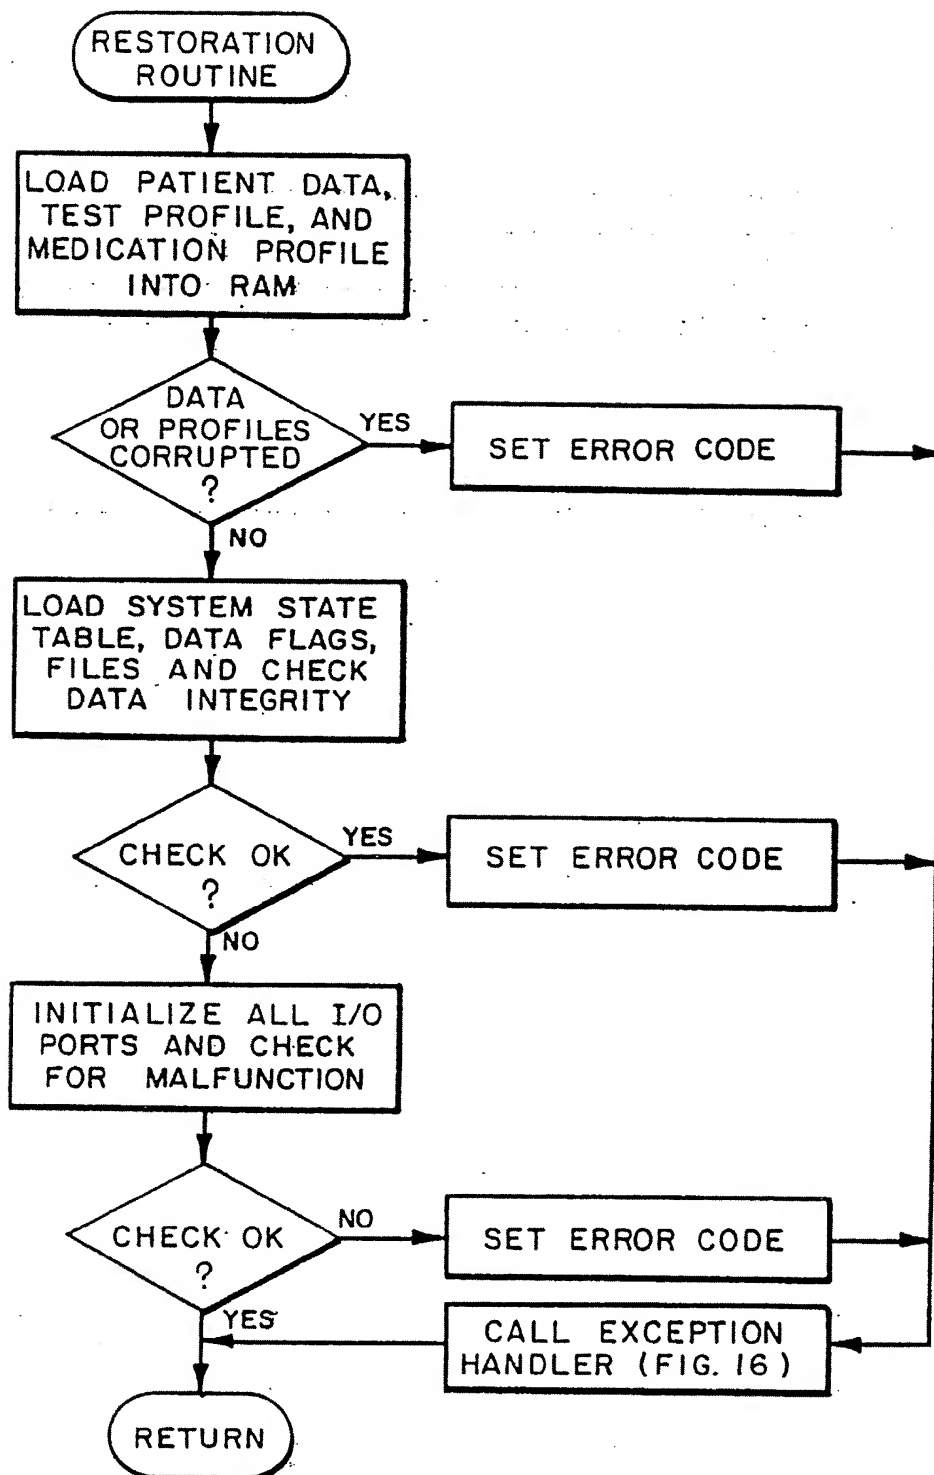 RESTORATION
ROUTINE
LOAD PATIENT DATA,
TEST PROFILE, AND
MEDICATION PROFILE
INTO RAM
DATA
OR PROFILES
CORRUPTED
?
YES
SET ERROR CODE
NO
LOAD SYSTEM STATE
TABLE, DATA FLAGS,
FILES AND CHECK
DATA INTEGRITY
CHECK OK
?
YES
SET ERROR CODE
NO
INITIALIZE ALL I/O
PORTS AND CHECK
FOR MALFUNCTION
CHECK OK
?
NO
SET ERROR CODE
YES
CALL EXCEPTION
HANDLER (FIG. 16)
RETURN